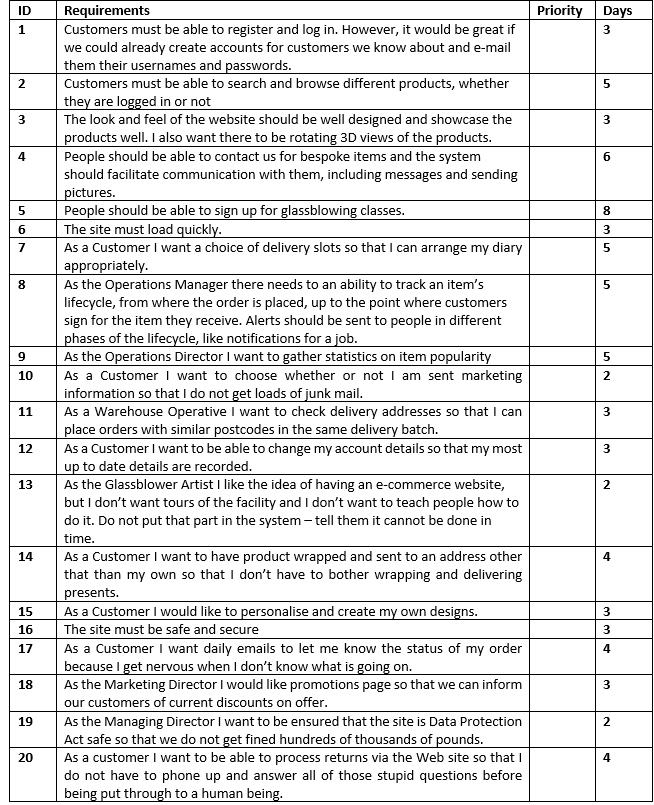 ID Requirements Priority Days
1 Customers must be able to register and log in. However, it would be great if 3
we could already create accounts for customers we know about and e-mail
them their usernames and passwords.
2 Customers must be able to search and browse different products, whether 5
they are logged in or not
3 The look and feel of the website should be well designed and showcase the 3
products well. I also want there to be rotating 3D views of the products.
4 People should be able to contact us for bespoke items and the system 6
should facilitate communication with them, including messages and sending
pictures.
5 People should be able to sign up for glassblowing classes. 8
6 The site must load quickly. 3
7 As a Customer I want a choice of delivery slots so that I can arrange my diary 5
appropriately.
8 As the Operations Manager there needs to an ability to track an item's 5
lifecycle, from where the order is placed, up to the point where customers
sign for the item they receive. Alerts should be sent to people in different
phases of the lifecycle, like notifications for a job.
9 As the Operations Director I want to gather statistics on item popularity 5
10 As a Customer I want to choose whether or not I am sent marketing 2
information so that I do not get loads of junk mail.
11 As a Warehouse Operative I want to check delivery addresses so that I can 3
place orders with similar postcodes in the same delivery batch.
12 As a Customer I want to be able to change my account details so that my most 3
up to date details are recorded.
13 As the Glassblower Artist I like the idea of having an e-commerce website, 2
but I don't want tours of the facility and I don't want to teach people how to
do it. Do not put that part in the system – tell them it cannot be done in
time.
14 As a Customer I want to have product wrapped and sent to an address other 4
that than my own so that I don't have to bother wrapping and delivering
presents.
15 As a Customer I would like to personalise and create my own designs. 3
16 The site must be safe and secure 3
17 As a Customer I want daily emails to let me know the status of my order 4
because I get nervous when I don't know what is going on.
18 As the Marketing Director I would like promotions page so that we can inform 3
our customers of current discounts on offer.
19 As the Managing Director I want to be ensured that the site is Data Protection 2
Act safe so that we do not get fined hundreds of thousands of pounds.
20 As a customer I want to be able to process returns via the Web site so that I 4
do not have to phone up and answer all of those stupid questions before
being put through to a human being.